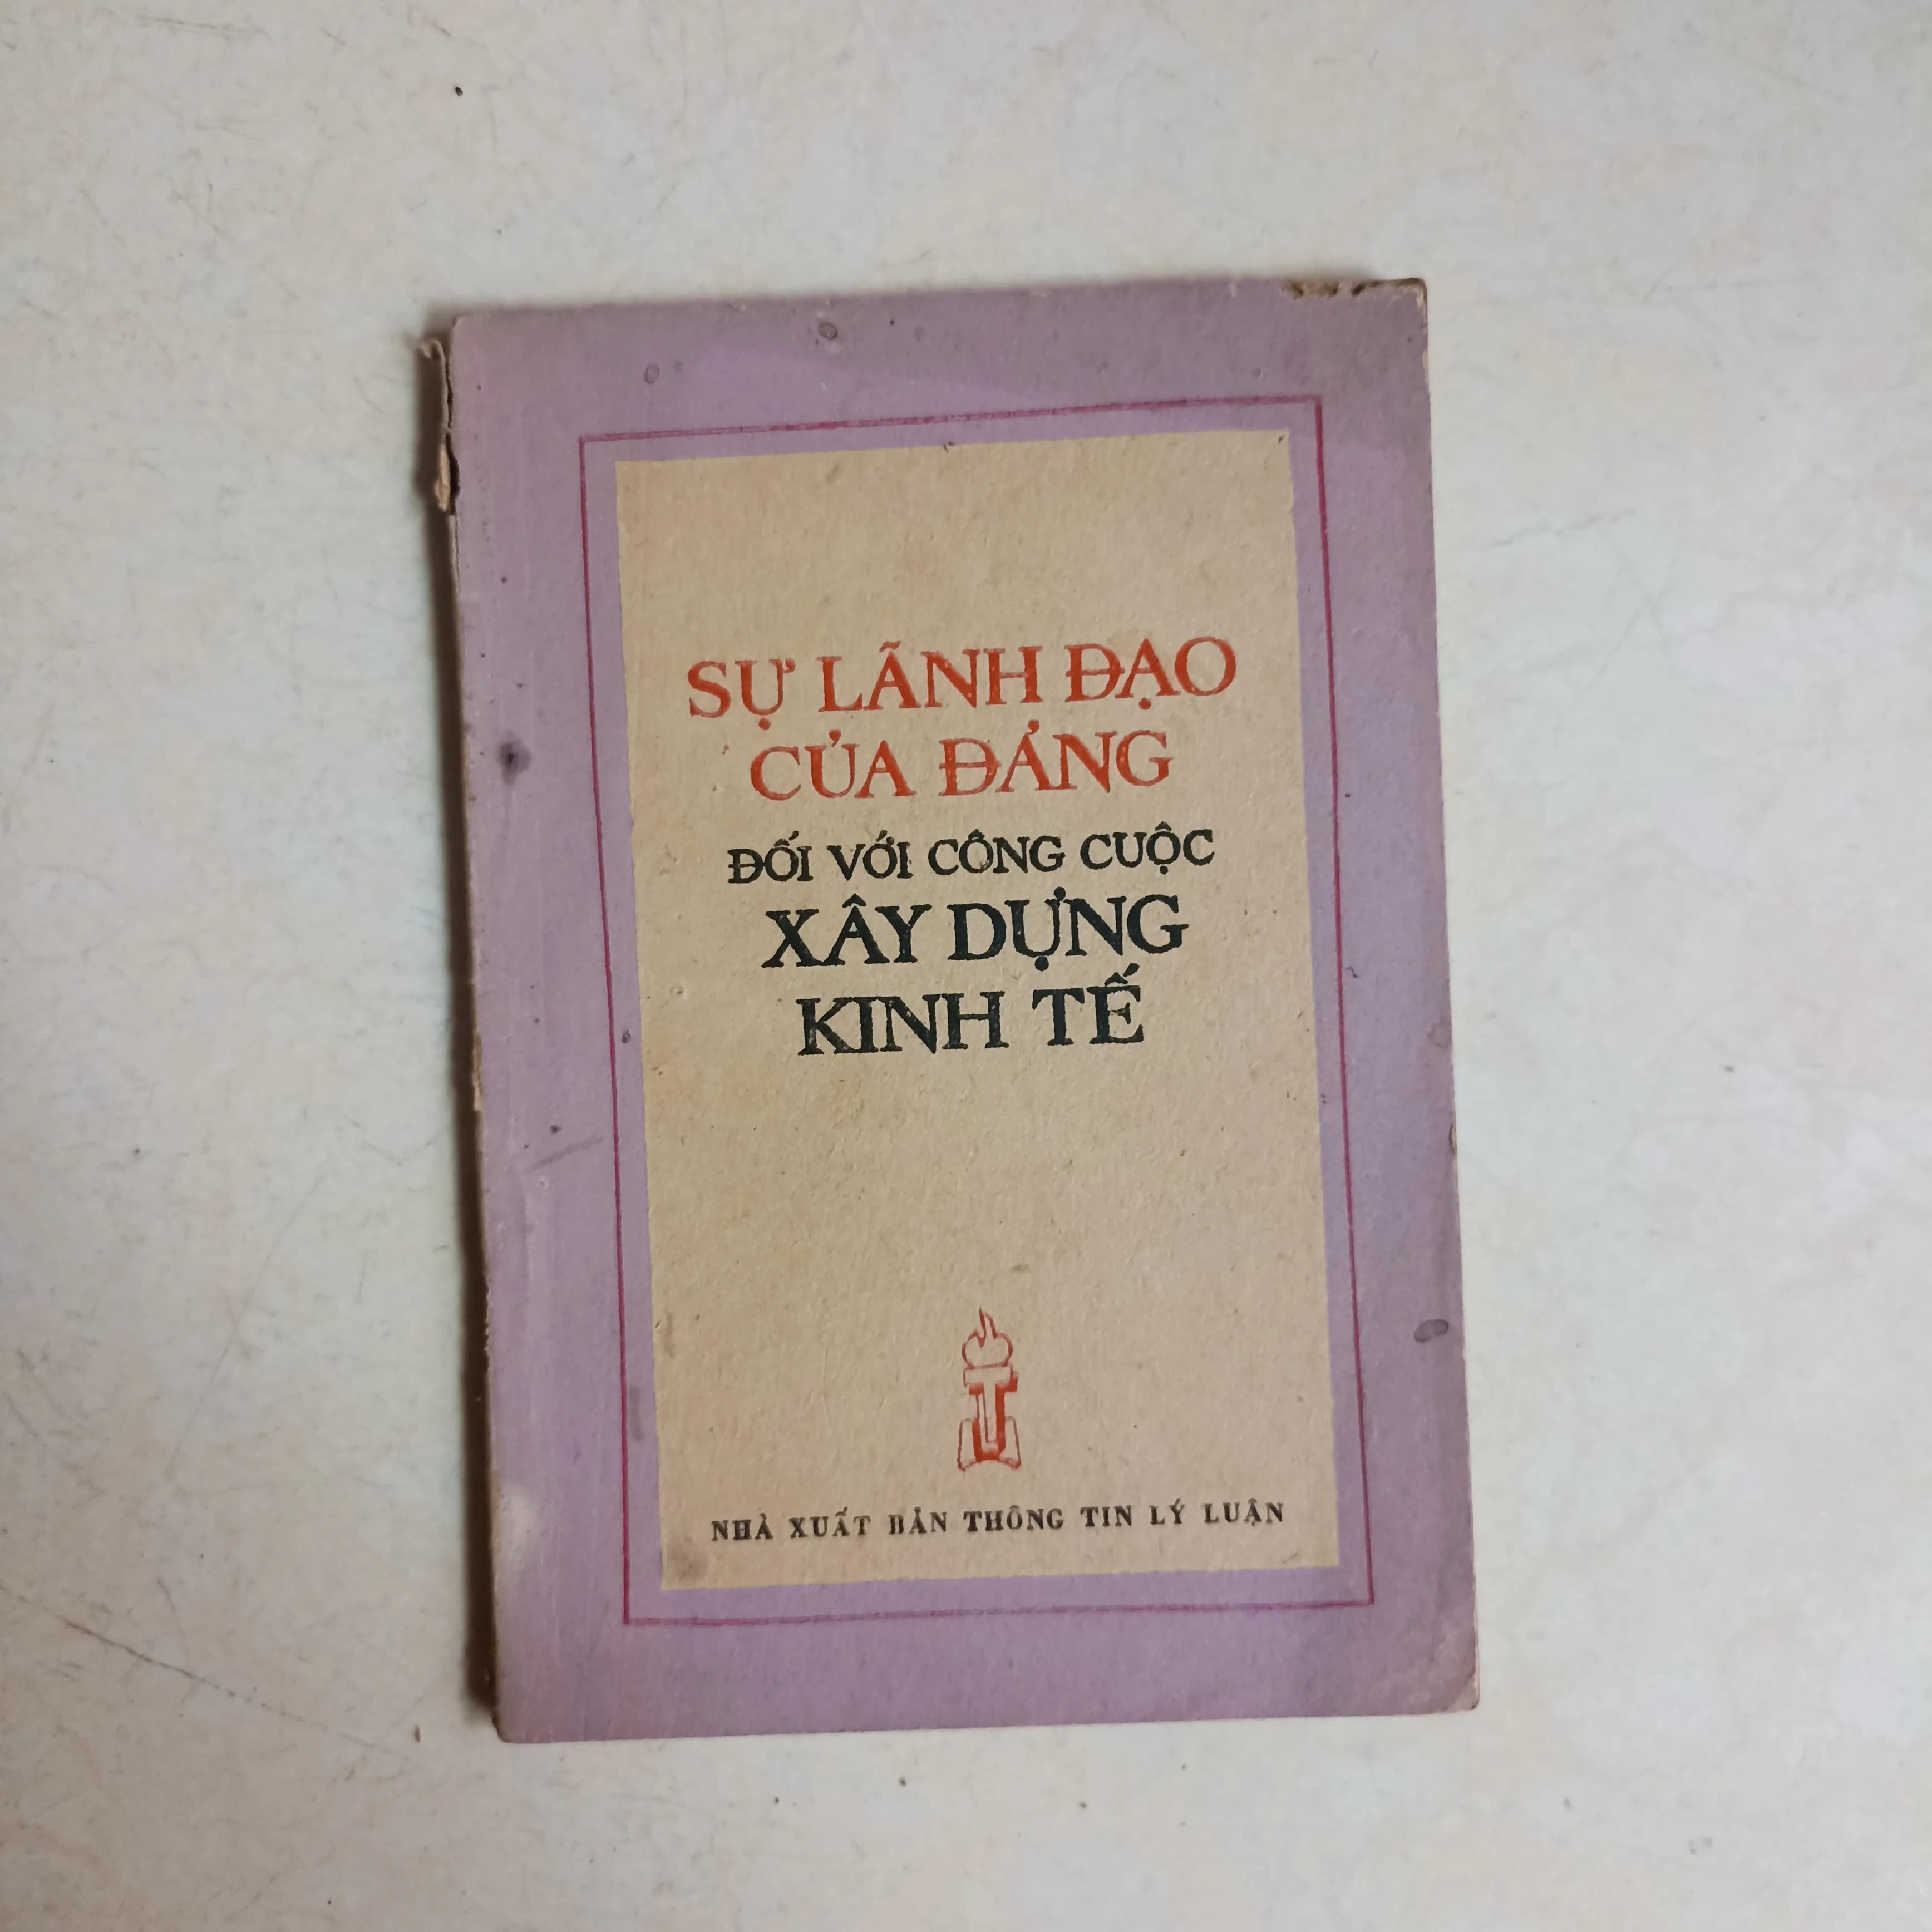 SỰ LÃNH ĐẠO
CỦA ĐẢNG
ĐỐI VỚI CÔNG CUỘC
XÂY DỰNG
KINH TẾ
NHÀ XUẤT BẢN THÔNG TIN LÝ LUẬN